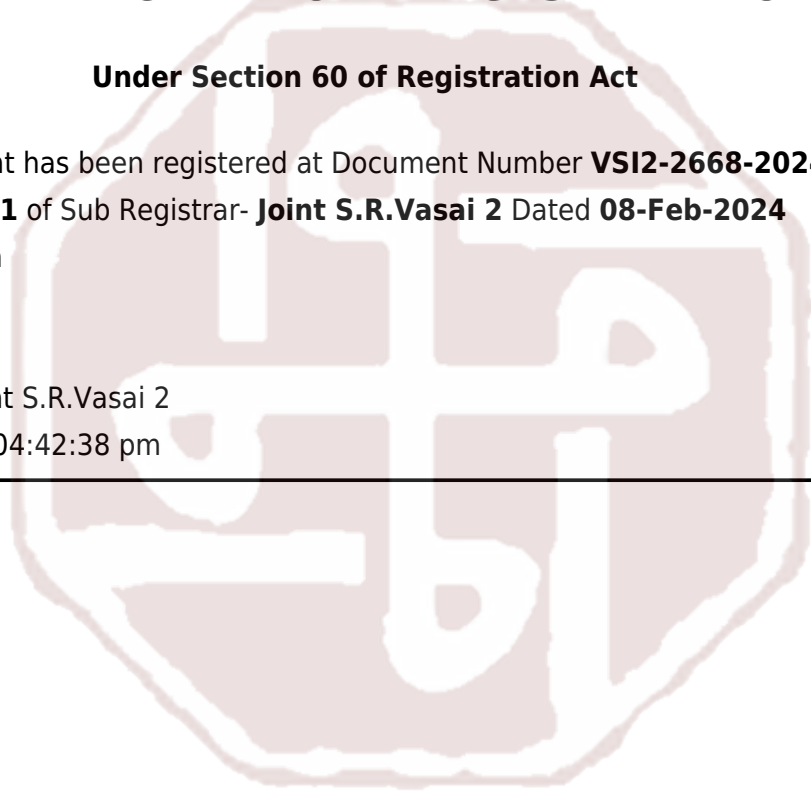 Under Section 60 of Registration Act
has been registered at Document Number VSI2-2668-202
1 of Sub Registrar- Joint S.R.Vasai 2 Dated 08-Feb-2024
S.R.Vasai 2
04:42:38 pm